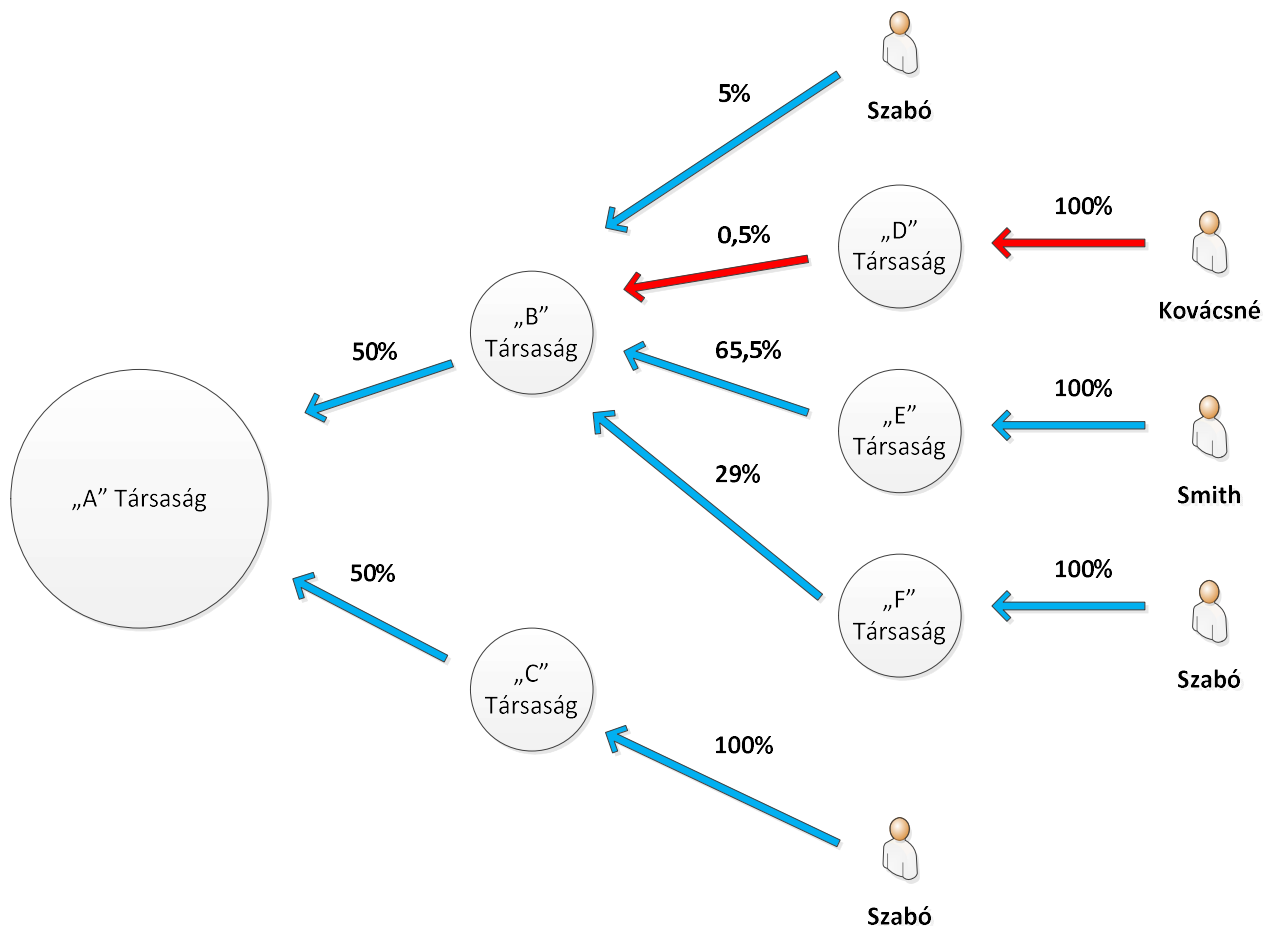 Szabó
5%
„D”
Társaság
100%
Kovácsné
0,5%
„B”
Társaság
50%
65,5%
„E”
Társaság
100%
Smith
29%
„A” Társaság
50%
„F”
Társaság
100%
Szabó
„C”
Társaság
100%
Szabó